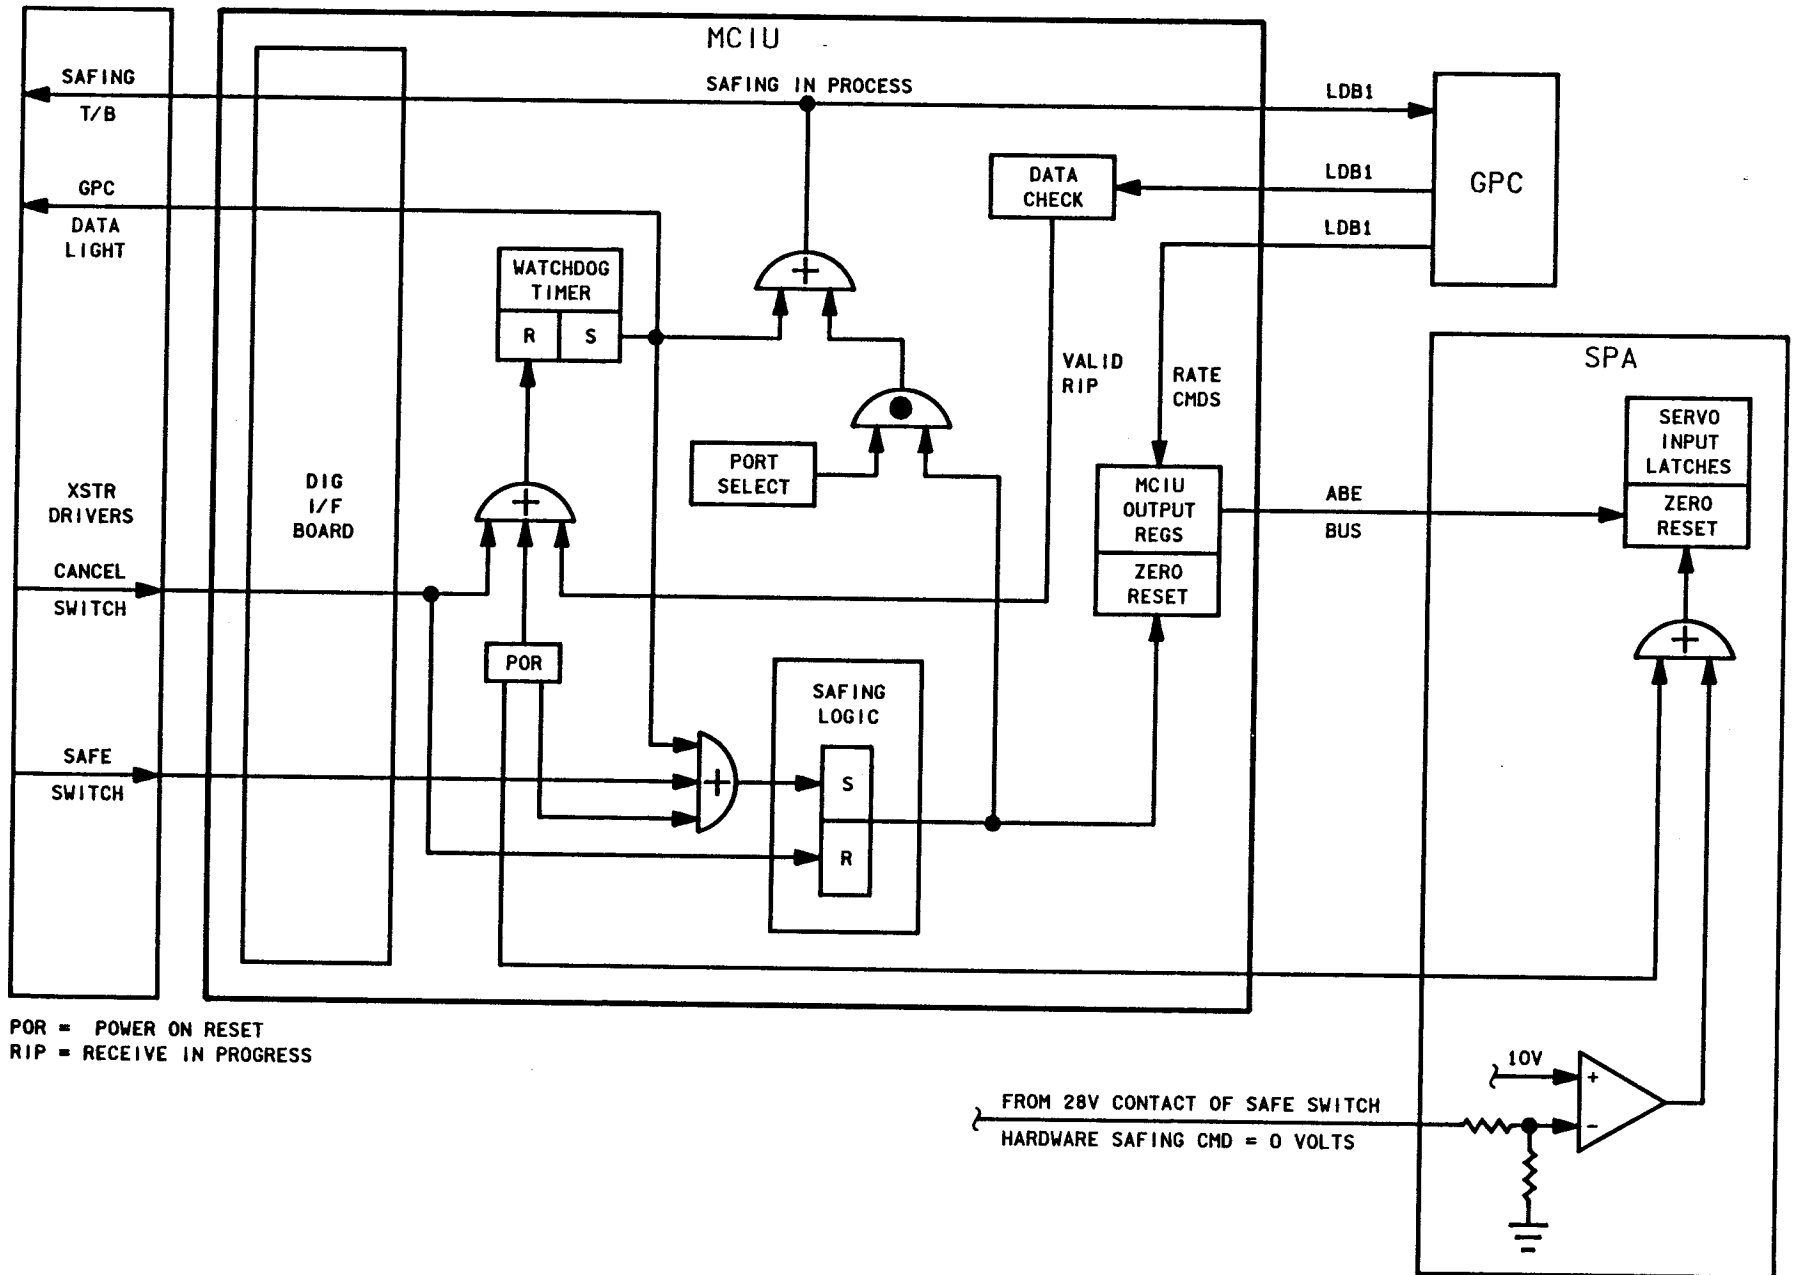 MCIU
SAFING
T/B
SAFING IN PROCESS
LDB1
GPC
DATA
LIGHT
DATA
CHECK
LDB1
GPC
LDB1
WATCHDOG
TIMER
R
S
+
VALID
RIP
RATE
CMDS
SPA
SERVO
INPUT
LATCHES
ZERO
RESET
PORT
SELECT
XSTR
DRIVERS
DIG
I/F
BOARD
+
MCIU
OUTPUT
REGS
ZERO
RESET
ABE
BUS
CANCEL
SWITCH
POR
+
SAFING
LOGIC
SAFE
SWITCH
+
S
R
POR = POWER ON RESET
RIP = RECEIVE IN PROGRESS
10V
+
-
FROM 28V CONTACT OF SAFE SWITCH
HARDWARE SAFING CMD = 0 VOLTS